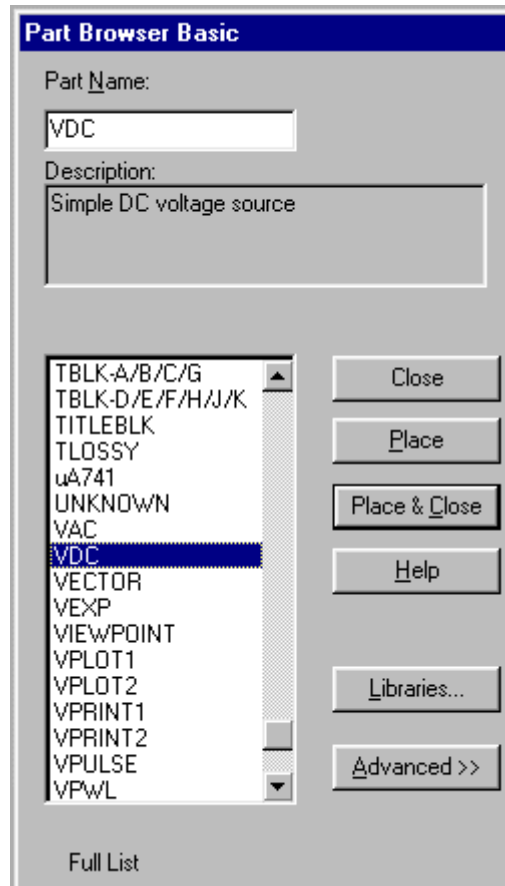 Part Browser Basic
Part Name:
VDC
Description:
Simple DC voltage source
TBLK-A/B/C/G
TBLK-D/E/F/H/J/K
TITLEBLK
TLOSSY
uA741
UNKNOWN
VAC
VDC
VECTOR
VEXP
VIEWPOINT
VPLOT1
VPLOT2
VPRINT1
VPRINT2
VPULSE
VPWL
Close
Place
Place & Close
Help
Libraries...
Advanced >>
Full List